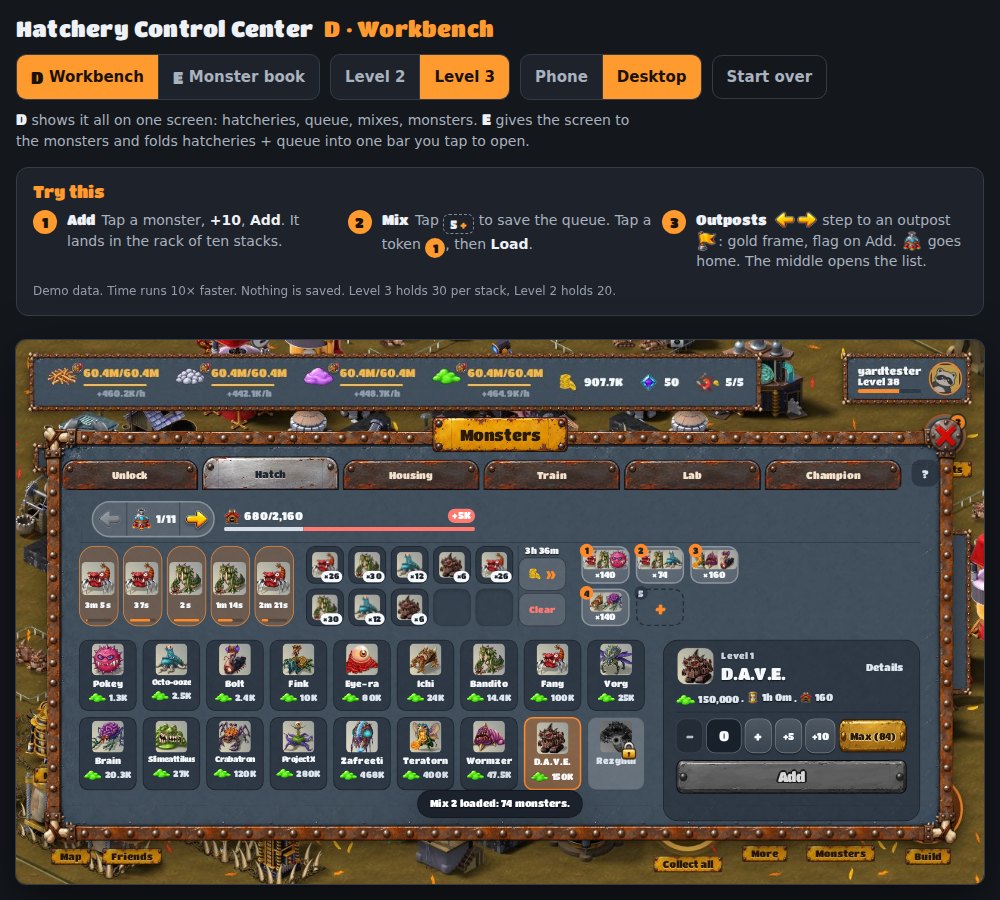 Hatchery Control Center D · Workbench
D Workbench E Monster book Level 2 Level 3 Phone Desktop Start over
D shows it all on one screen: hatcheries, queue, mixes, monsters. E gives the screen to
the monsters and folds hatcheries + queue into one bar you tap to open.
Try this
1 Add Tap a monster, +10, Add. It
lands in the rack of ten stacks.
2 Mix Tap 5 + to save the queue. Tap a
token 1, then Load.
3 Outposts step to an outpost
: gold frame, flag on Add. goes
home. The middle opens the list.
Demo data. Time runs 10× faster. Nothing is saved. Level 3 holds 30 per stack, Level 2 holds 20.
60.4M/60.4M 60.4M/60.4M 60.4M/60.4M 60.4M/60.4M 907.7K 50 5/5
+460.2K/h +442.1K/h +448.7K/h +464.9K/h
yardtester
Level 38
Monsters
Unlock Hatch Housing Train Lab Champion ?
1/11 680/2,160 +5K
3m 5s 37s 2s 1m 14s 2m 21s
×26 ×30 ×12 ×6 ×26
×30 ×12 ×6
3h 36m
Clear
1 ×140 2 ×74 3 ×160
4 ×140 5 +
Pokey Octo-ooze Bolt Fink Eye-ra Ichi Bandito Fang Vorg
1.3K 2.5K 2.4K 10K 80K 24K 14.4K 100K 25K
Brain Slimeattikus Crabatron ProjectX Zafreeti Teratorn Wormzer D.A.V.E.
20.3K 27K 120K 280K 468K 400K 47.5K 150K
Level 1
D.A.V.E.
Details
150,000 . 1h 0m . 160
- 0 + +5 +10 Max (84)
Add
Mix 2 loaded: 74 monsters.
Map Friends Collect all More Monsters Build